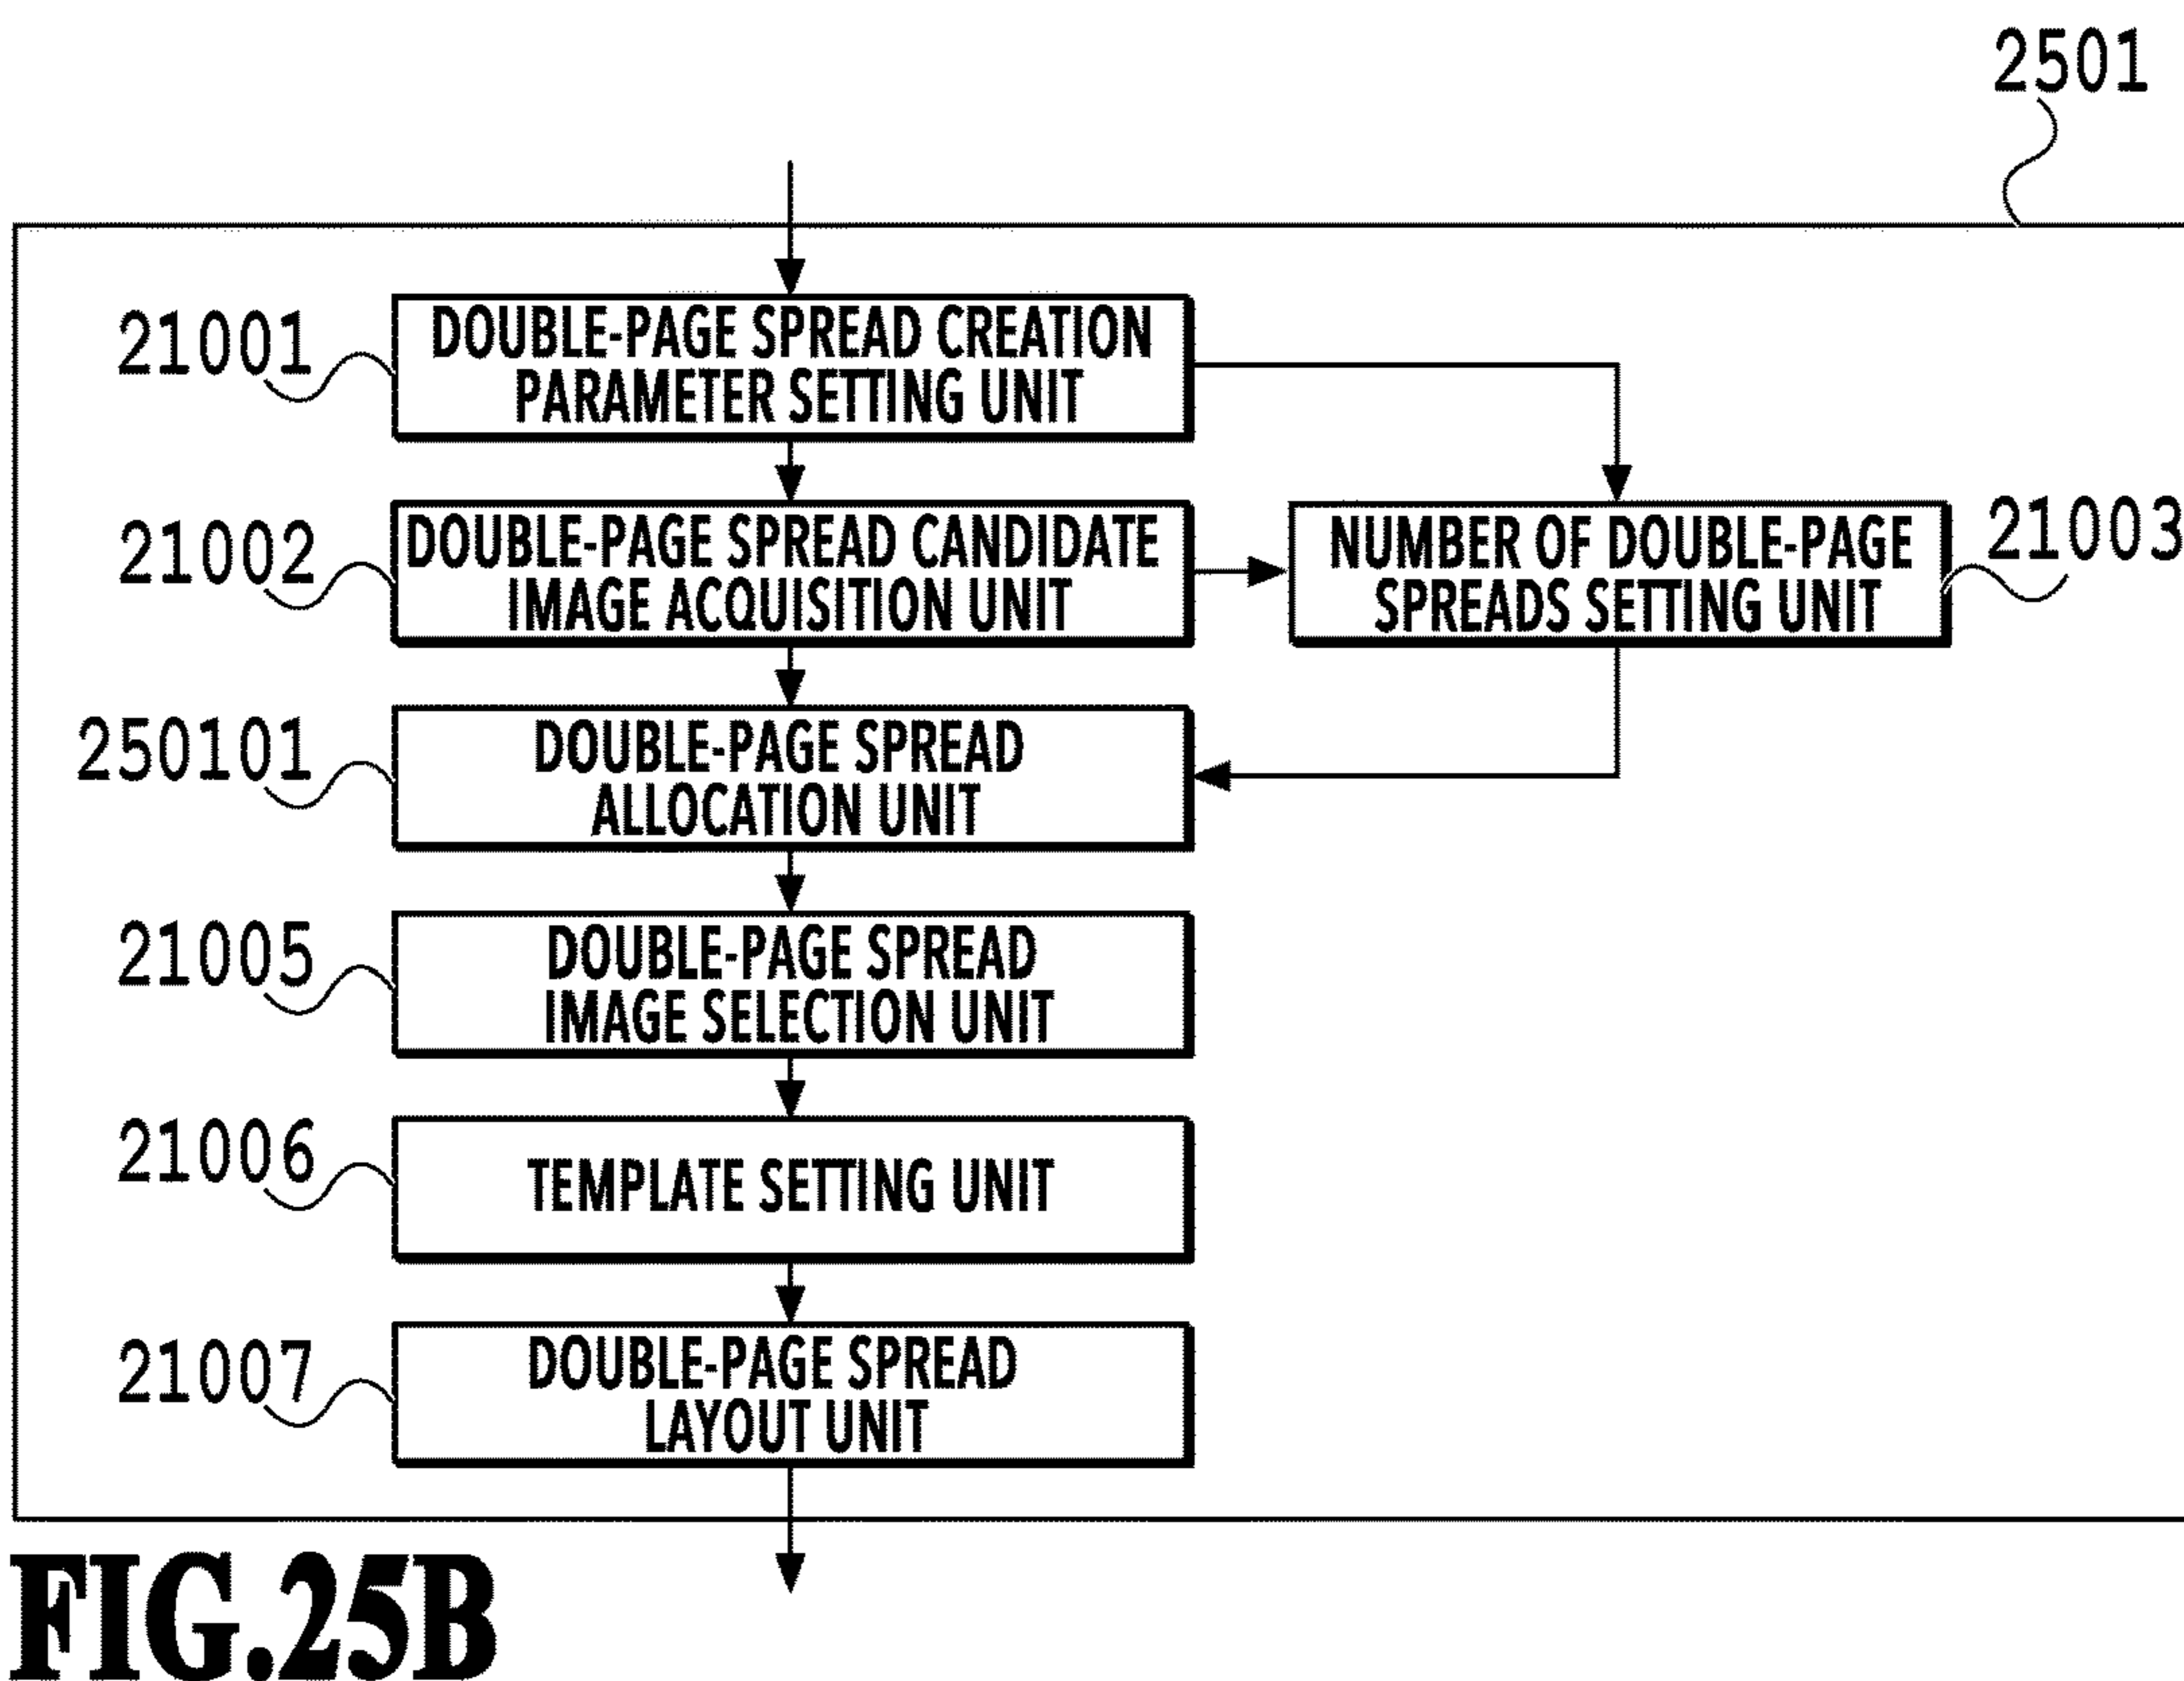 2501
21001
DOUBLE-PAGE SPREAD CREATION
PARAMETER SETTING UNIT
21002
DOUBLE-PAGE SPREAD CANDIDATE
IMAGE ACQUISITION UNIT
NUMBER OF DOUBLE-PAGE
SPREADS SETTING UNIT
21003
250101
DOUBLE-PAGE SPREAD
ALLOCATION UNIT
21005
DOUBLE-PAGE SPREAD
IMAGE SELECTION UNIT
21006
TEMPLATE SETTING UNIT
21007
DOUBLE-PAGE SPREAD
LAYOUT UNIT
FIG.25B